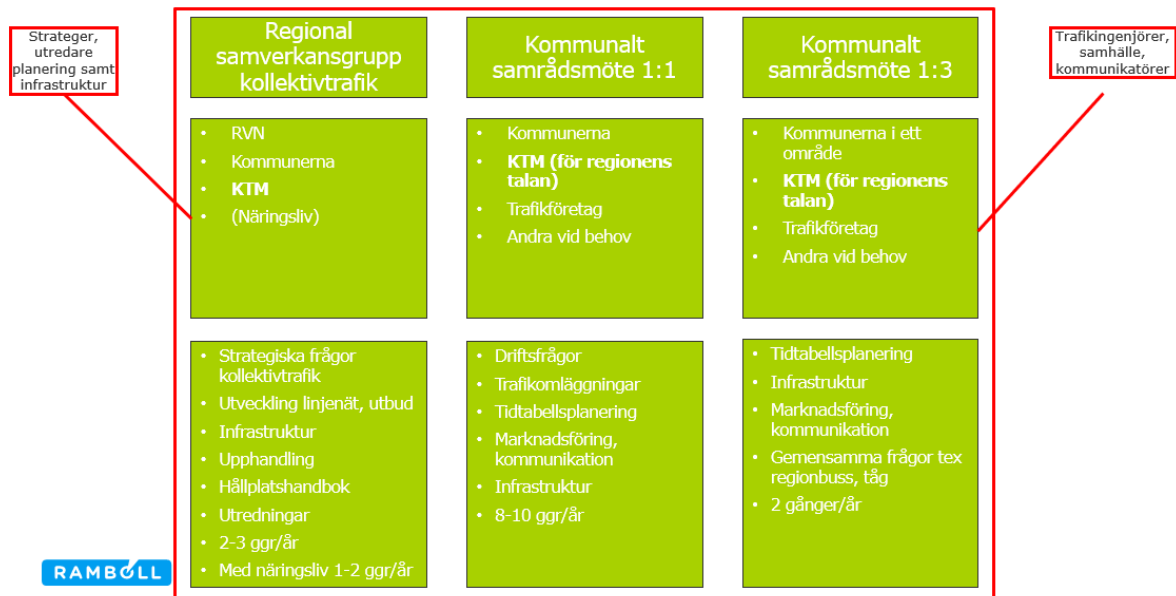 Strateger,
utredare
planering samt
infrastruktur
Regional
samverkansgrupp
kollektivtrafik
Kommunalt
samrådsmöte 1:1
Kommunalt
samrådsmöte 1:3
Trafikingenjörer,
samhälle,
kommunikatörer
• RVN
• Kommunerna
• KTM
• (Näringsliv)
• Kommunerna
• KTM (för regionens
talan)
• Trafikföretag
• Andra vid behov
• Kommunerna i ett
område
• KTM (för regionens
talan)
• Trafikföretag
• Andra vid behov
• Strategiska frågor
kollektivtrafik
• Utveckling linjenät, utbud
• Infrastruktur
• Upphandling
• Hållplatshandbok
• Utredningar
• 2-3 ggr/år
• Med näringsliv 1-2 ggr/år
• Driftsfrågor
• Trafikomläggningar
• Tidtabellsplanering
• Marknadsföring,
kommunikation
• Infrastruktur
• 8-10 ggr/år
• Tidtabellsplanering
• Infrastruktur
• Marknadsföring,
kommunikation
• Gemensamma frågor tex
regionbuss, tåg
• 2 gånger/år
RAMBOLL